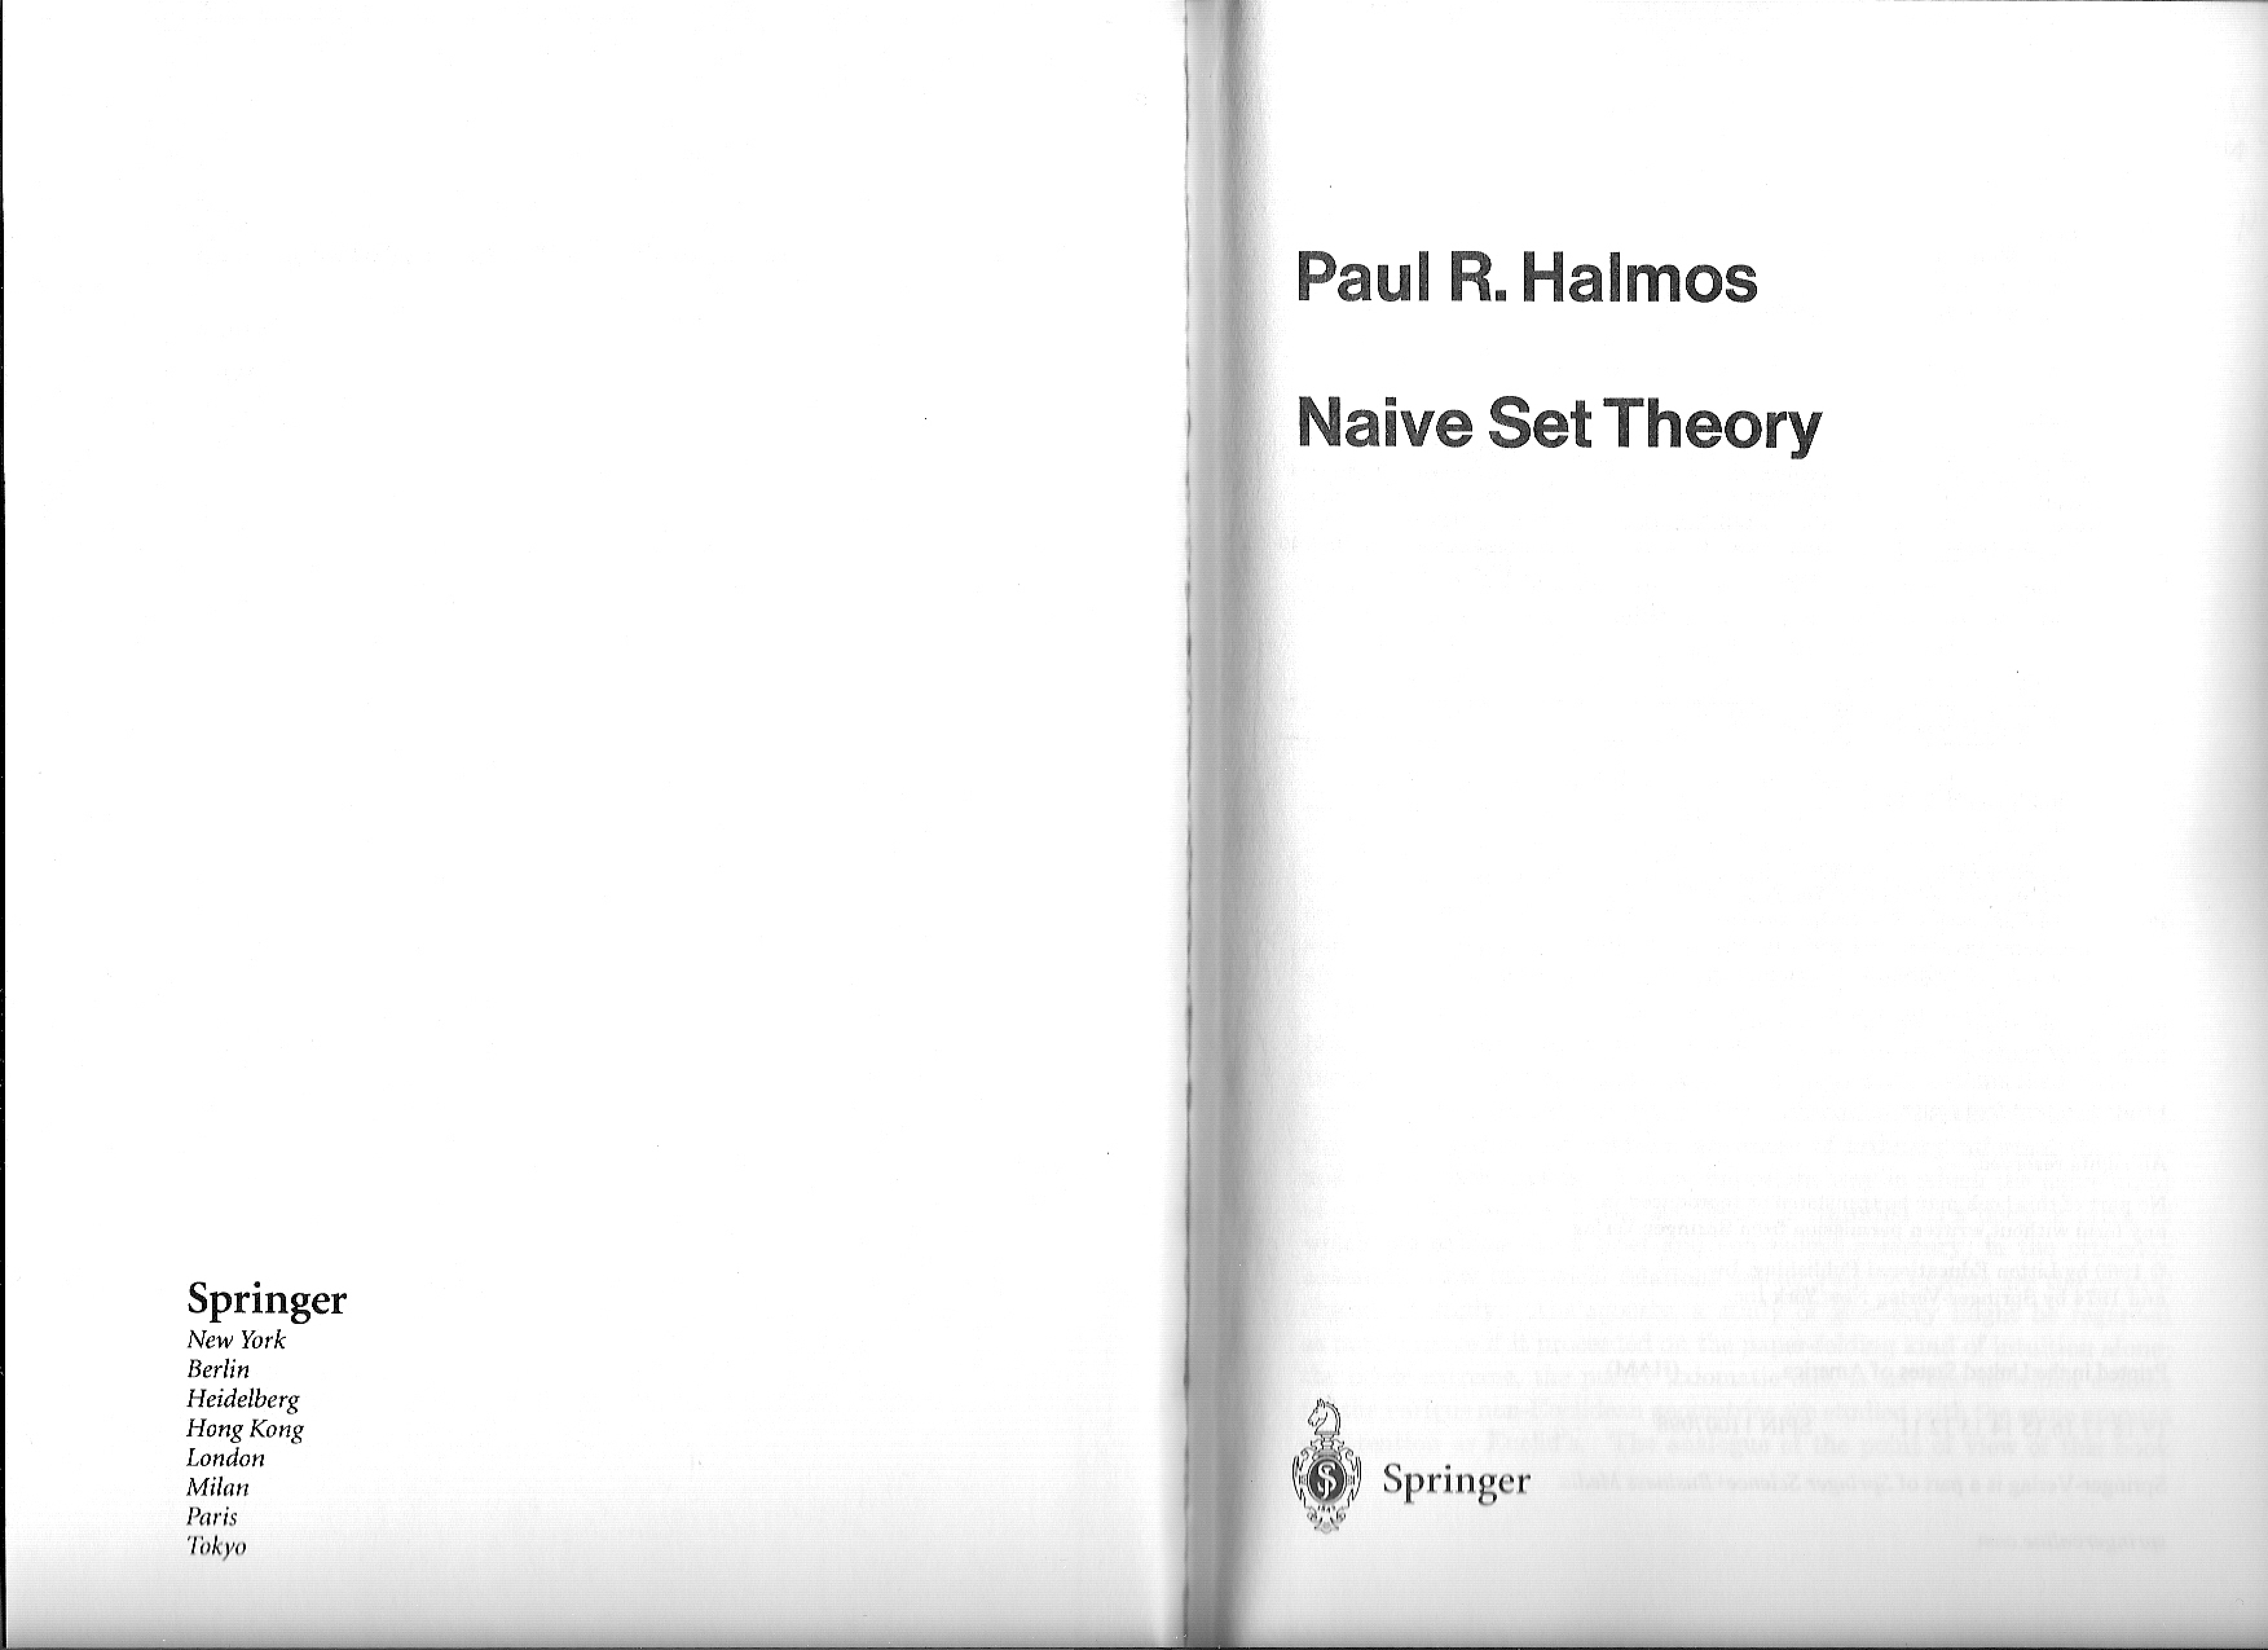 Springer
New York
Berlin
Heidelberg
Hong Kong
London
Milan
Paris
Tokyo
Paul R. Halmos
Naive Set Theory
Springer